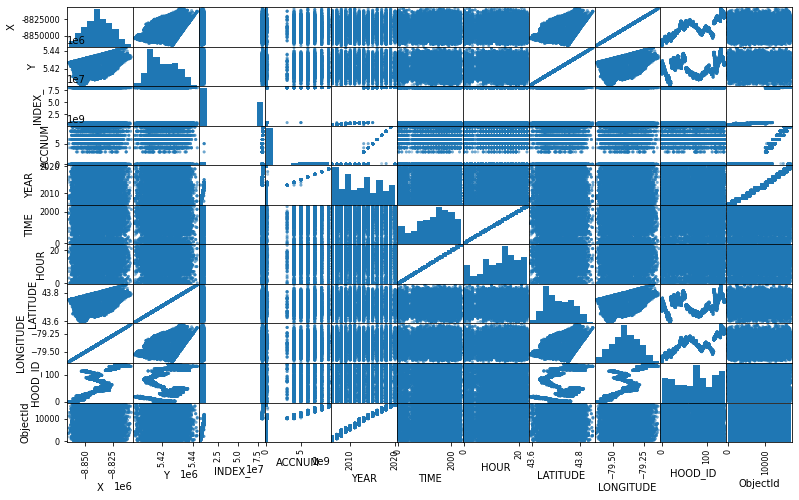 X
-8825000
-8850000
1e6
Y
5.44
5.42
1e7
INDEX_
7.5
5.0
2.5
1e9
ACCNUM
5
0
YEAR
2020
2010
TIME
2000
0
HOUR
20
0
LATITUDE
43.8
43.6
LONGITUDE
-79.25
-79.50
HOOD_ID
100
0
ObjectId
10000
0
-8.850 -8.825 5.42 5.44 2.5 5.0 7.5 0 5 2010 2020 0 2000 0 20 43.6 43.8 -79.50 -79.25 0 100 0 10000
X 1e6 Y 1e6 INDEX_ 1e7 ACCNUM 1e9 YEAR TIME HOUR LATITUDE LONGITUDE HOOD_ID ObjectId